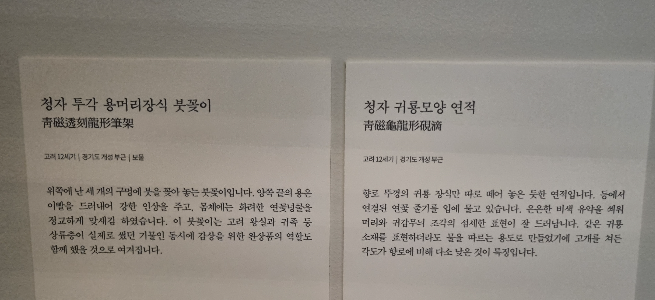 청자 투각 용머리장식 붓꽂이
靑磁透刻龍形筆架
고려 12세기 | 경기도 개성 부근 | 보물
위쪽에 난 세 개의 구멍에 붓을 꽂아 놓는 붓꽂이입니다. 양쪽 끝의 용은
이빨을 드러내어 강한 인상을 주고, 몸체에는 화려한 연꽃넝쿨을
정교하게 맞새김 하였습니다. 이 붓꽂이는 고려 왕실과 귀족 등
상류층이 실제로 썼던 기물인 동시에 감상을 위한 완상품의 역할도
함께 했을 것으로 여겨집니다.
청자 귀룡모양 연적
靑磁龜龍形硯滴
고려 12세기 | 경기도 개성 부근
향로 뚜껑의 귀룡 장식만 따로 떼어 놓은 듯한 연적입니다. 등에서
연결된 연꽃 줄기를 입에 물고 있습니다. 은은한 비색 유약을 씌워
머리와 귀갑무늬 조각의 섬세한 표현이 잘 드러납니다. 같은 귀룡
소재를 표현하더라도 물을 따르는 용도로 만들었기에 고개를 쳐든
각도가 향로에 비해 다소 낮은 것이 특징입니다.